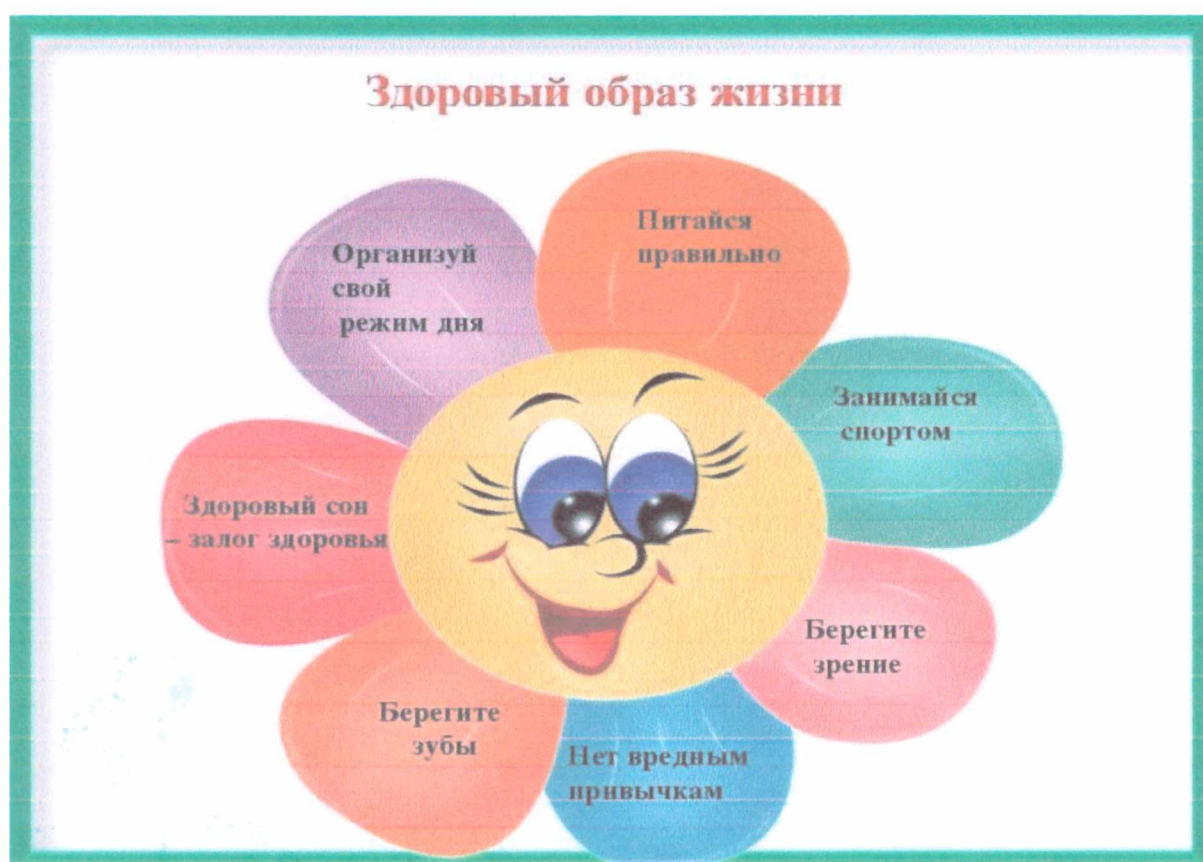 Здоровый образ жизни
Питайся
правильно
Организуй
свой
режим дня
Занимайся
спортом
Здоровый сон
– залог здоровья
Берегите
зрение
Берегите
зубы
Нет вредным
привычкам